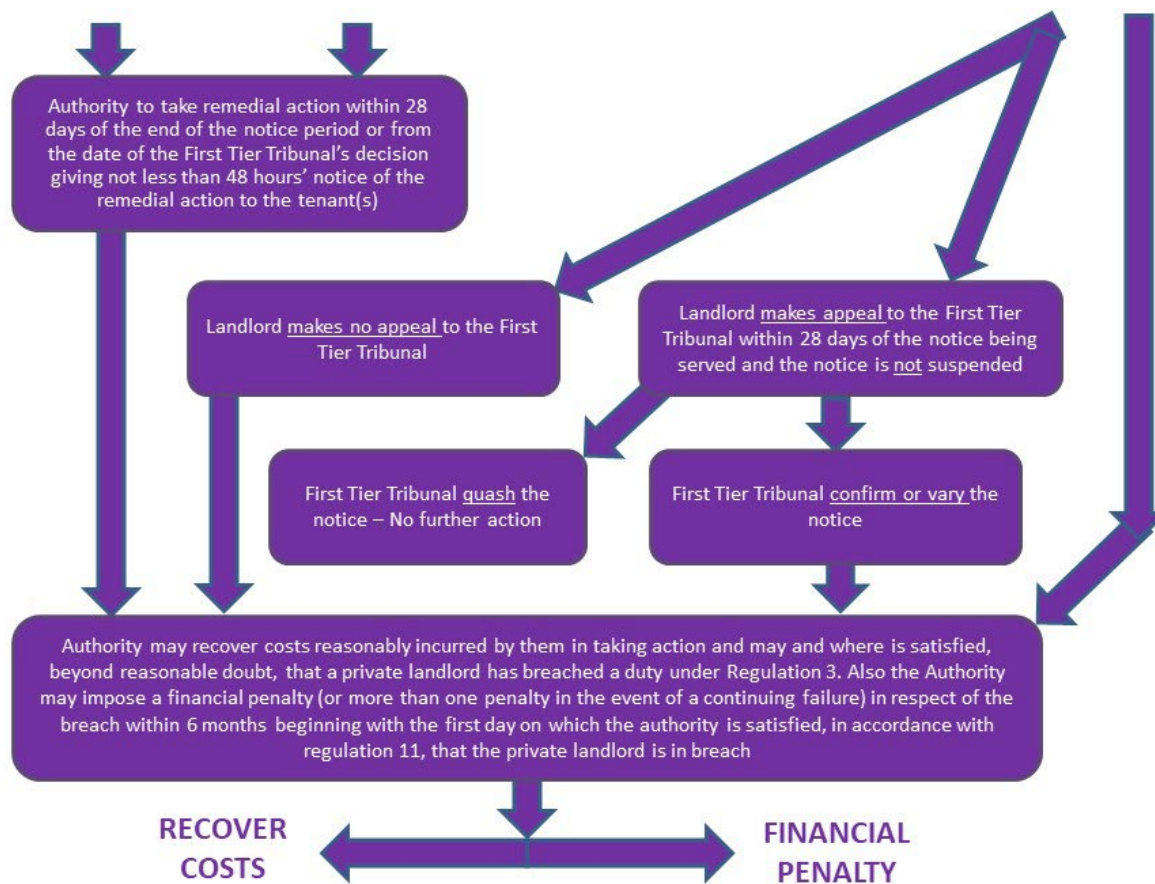 Authority to take remedial action within 28
days of the end of the notice period or from
the date of the First Tier Tribunal’s decision
giving not less than 48 hours’ notice of the
remedial action to the tenant(s)
Landlord makes no appeal to the First
Tier Tribunal
Landlord makes appeal to the First Tier
Tribunal within 28 days of the notice being
served and the notice is not suspended
First Tier Tribunal quash the
notice – No further action
First Tier Tribunal confirm or vary the
notice
Authority may recover costs reasonably incurred by them in taking action and may and where is satisfied,
beyond reasonable doubt, that a private landlord has breached a duty under Regulation 3. Also the Authority
may impose a financial penalty (or more than one penalty in the event of a continuing failure) in respect of the
breach within 6 months beginning with the first day on which the authority is satisfied, in accordance with
regulation 11, that the private landlord is in breach
RECOVER
COSTS
FINANCIAL
PENALTY